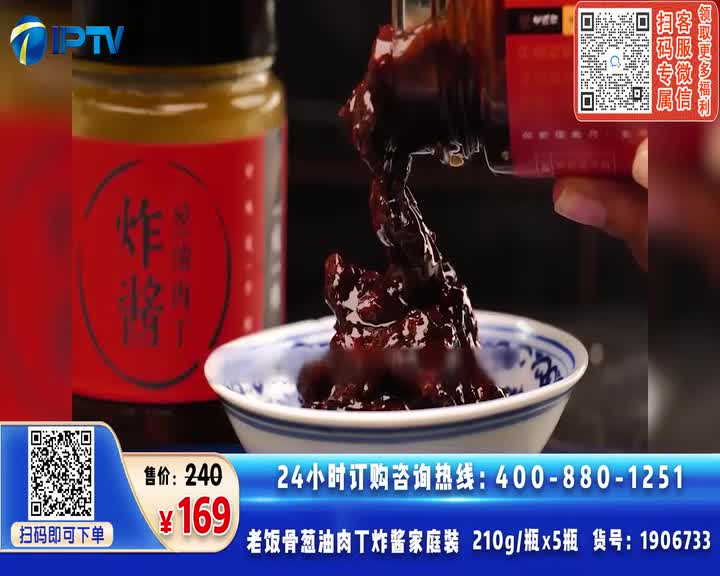 IPTV
领取更多福利
客服微信
扫码专属
炸酱
葱油肉丁
售价：240
¥169
扫码即可下单
24小时订购咨询热线：400-880-1251
老饭骨葱油肉丁炸酱家庭装 210g/瓶x5瓶 货号：1906733